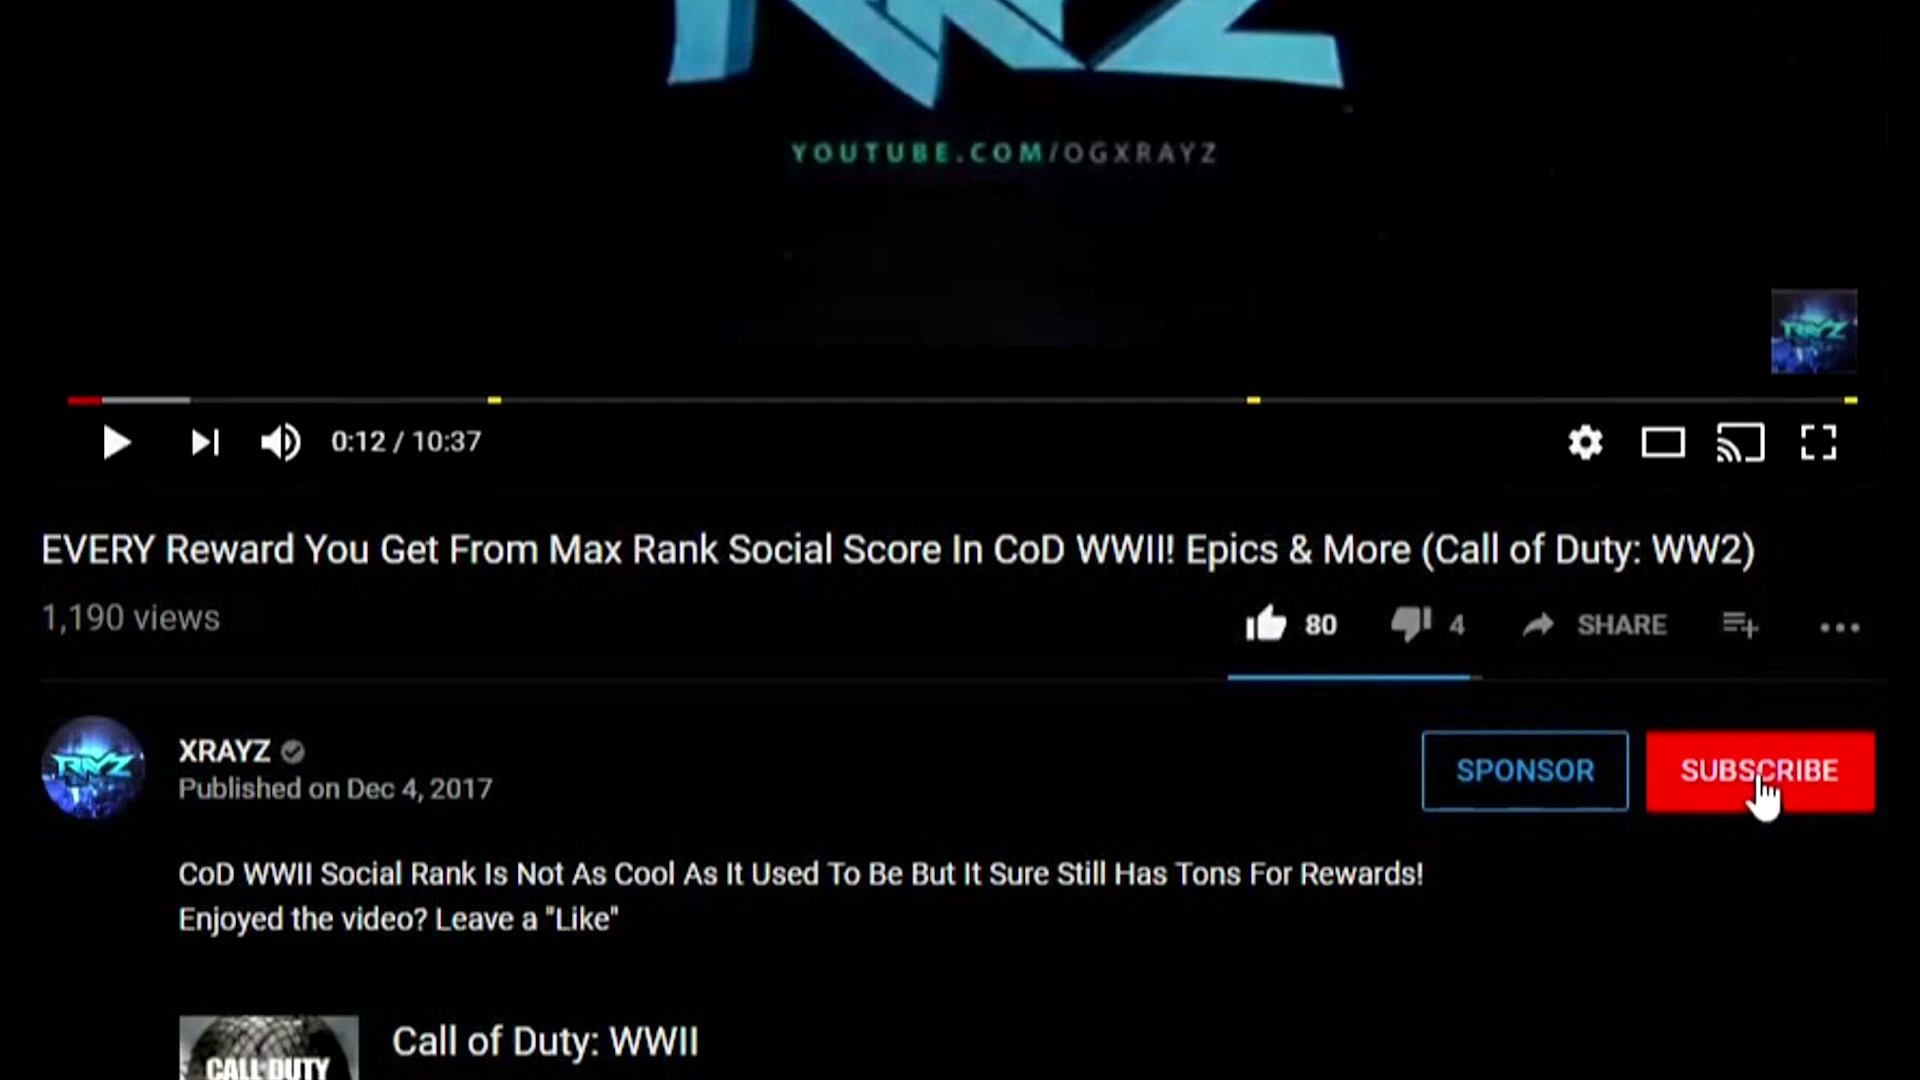 YOUTUBE.COM/OGXRAYZ
RAYZ
0:12 / 10:37
EVERY Reward You Get From Max Rank Social Score In CoD WWII! Epics & More (Call of Duty: WW2)
1,190 views
80
4
SHARE
RAYZ
XRAYZ
Published on Dec 4, 2017
SPONSOR
SUBSCRIBE
CoD WWII Social Rank Is Not As Cool As It Used To Be But It Sure Still Has Tons For Rewards!
Enjoyed the video? Leave a "Like"
CALL OF DUTY
Call of Duty: WWII